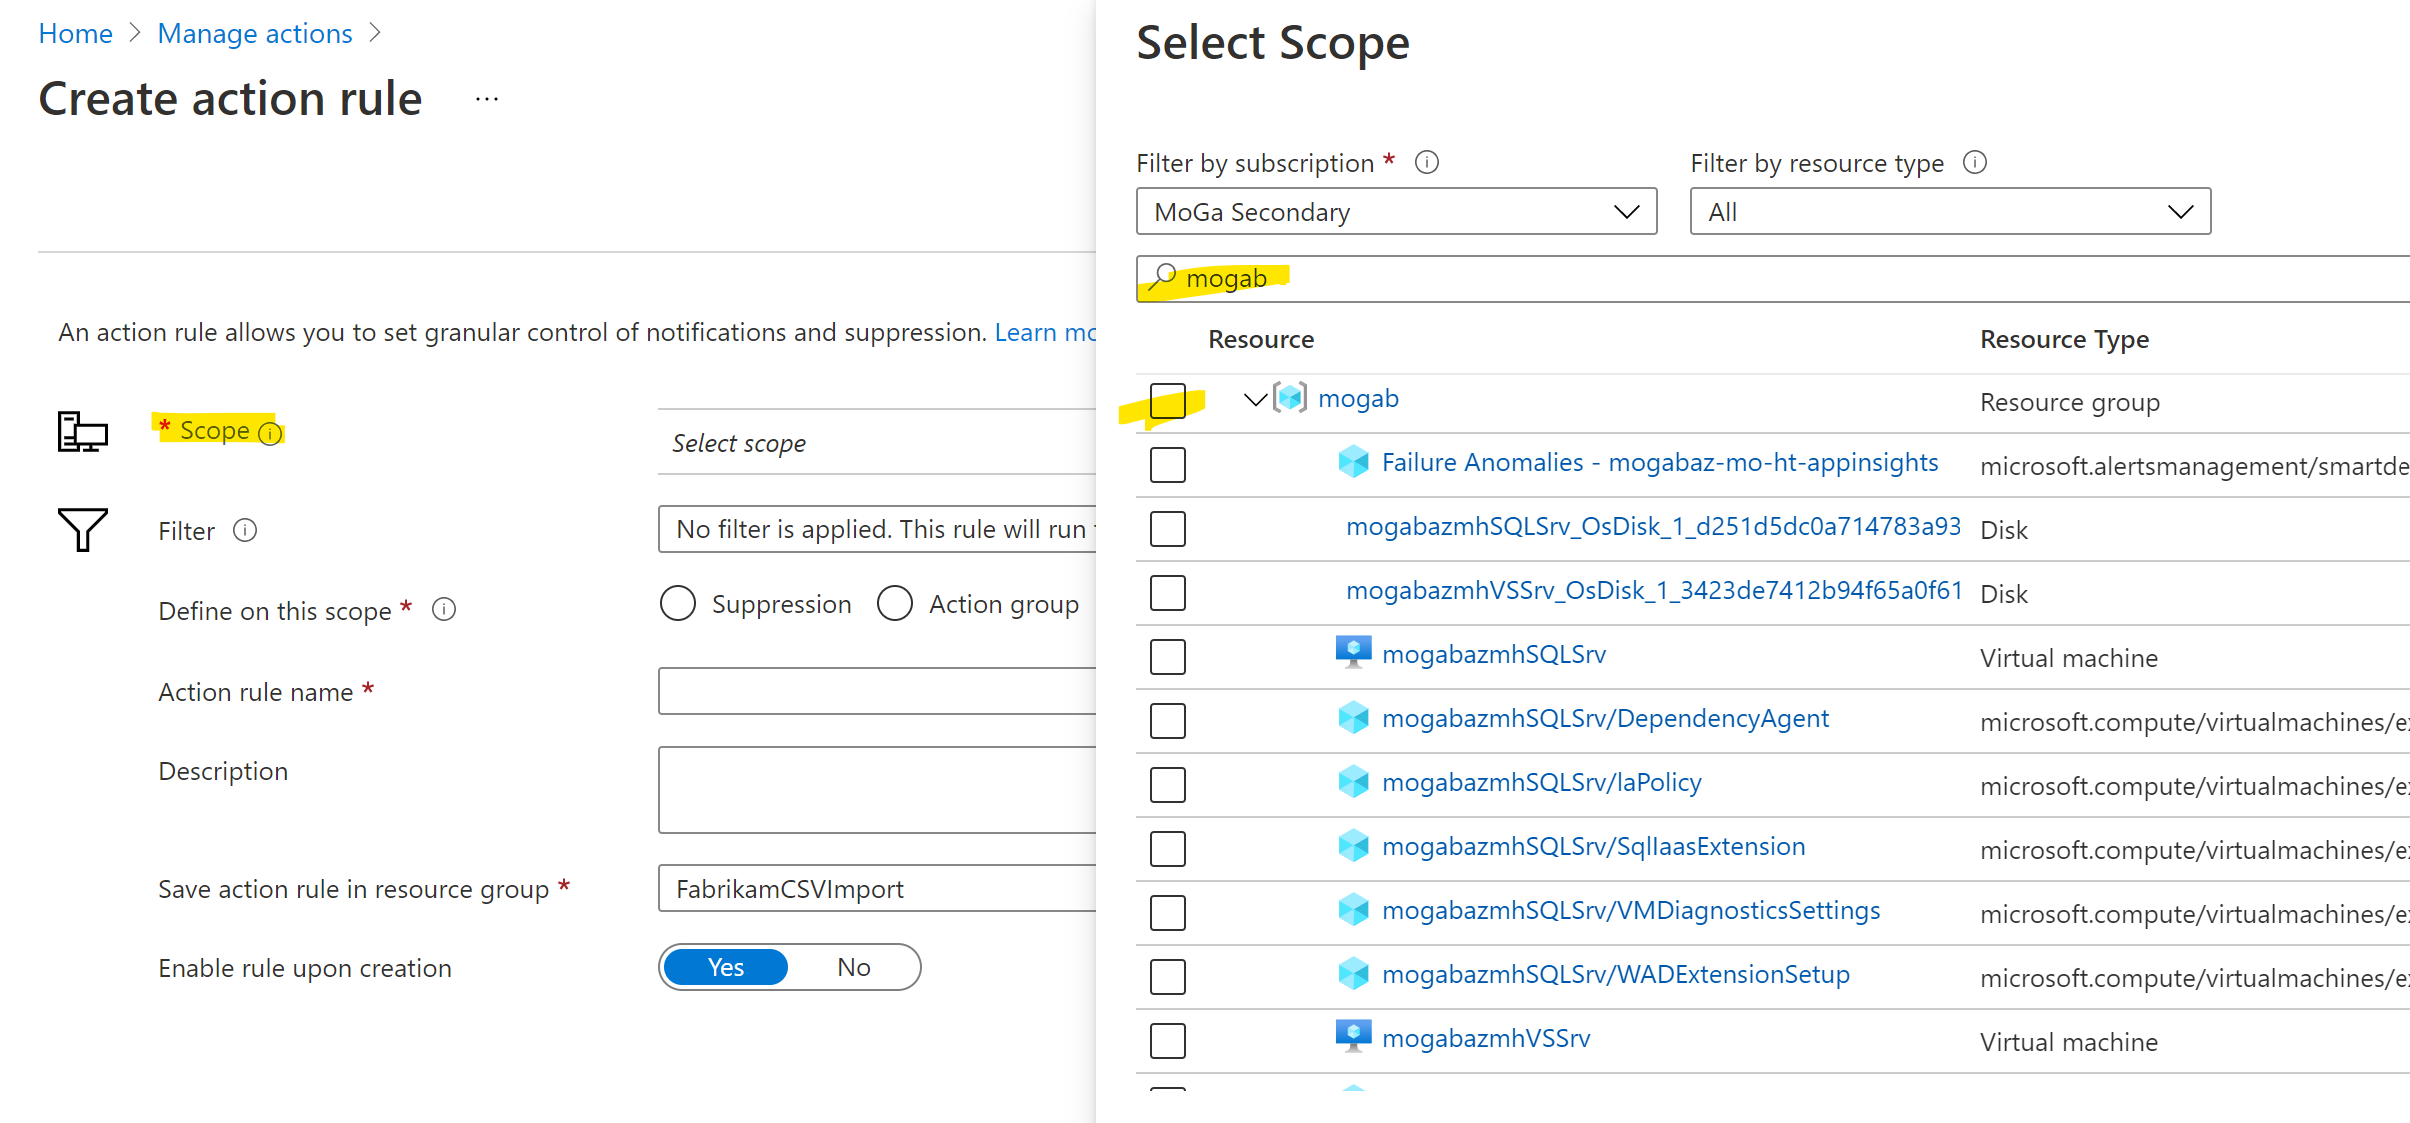 Home > Manage actions >
Create action rule ...
An action rule allows you to set granular control of notifications and suppression. Learn mo
* Scope
Select scope
Filter
No filter is applied. This rule will run
Define on this scope *
Suppression
Action group
Action rule name *
Description
Save action rule in resource group *
FabrikamCSVImport
Enable rule upon creation
Yes
No
Select Scope
Filter by subscription *
Filter by resource type
MoGa Secondary
All
mogab
Resource
Resource Type
mogab
Resource group
Failure Anomalies - mogabaz-mo-ht-appinsights
microsoft.alertsmanagement/smartde
mogabazmhSQLSrv_OsDisk_1_d251d5dc0a714783a93
Disk
mogabazmhVSSrv_OsDisk_1_3423de7412b94f65a0f61
Disk
mogabazmhSQLSrv
Virtual machine
mogabazmhSQLSrv/DependencyAgent
microsoft.compute/virtualmachines/ex
mogabazmhSQLSrv/laPolicy
microsoft.compute/virtualmachines/ex
mogabazmhSQLSrv/SqlIaasExtension
microsoft.compute/virtualmachines/ex
mogabazmhSQLSrv/VMDiagnosticsSettings
microsoft.compute/virtualmachines/ex
mogabazmhSQLSrv/WADExtensionSetup
microsoft.compute/virtualmachines/ex
mogabazmhVSSrv
Virtual machine